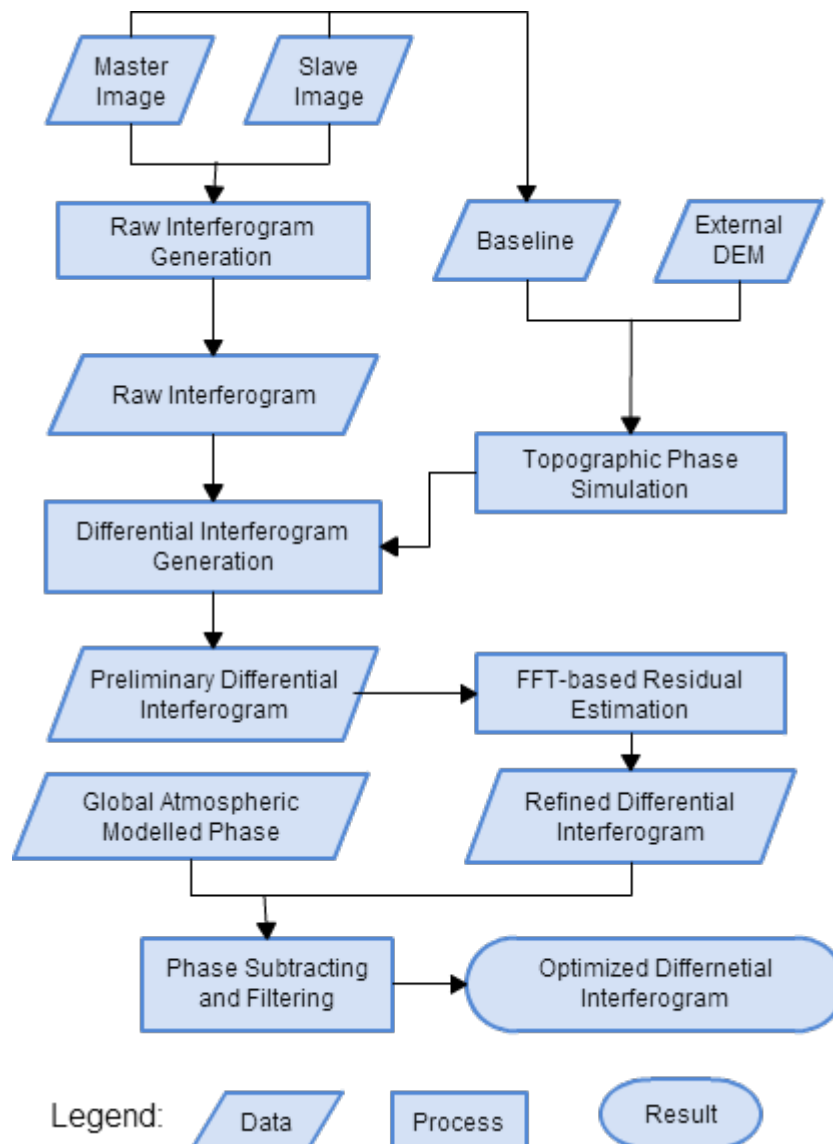 Master
Image
Slave
Image
Raw Interferogram
Generation
Baseline
External
DEM
Raw Interferogram
Topographic Phase
Simulation
Differential Interferogram
Generation
Preliminary Differential
Interferogram
FFT-based Residual
Estimation
Global Atmospheric
Modelled Phase
Refined Differential
Interferogram
Phase Subtracting
and Filtering
Optimized Differnetial
Interferogram
Legend:
Data
Process
Result